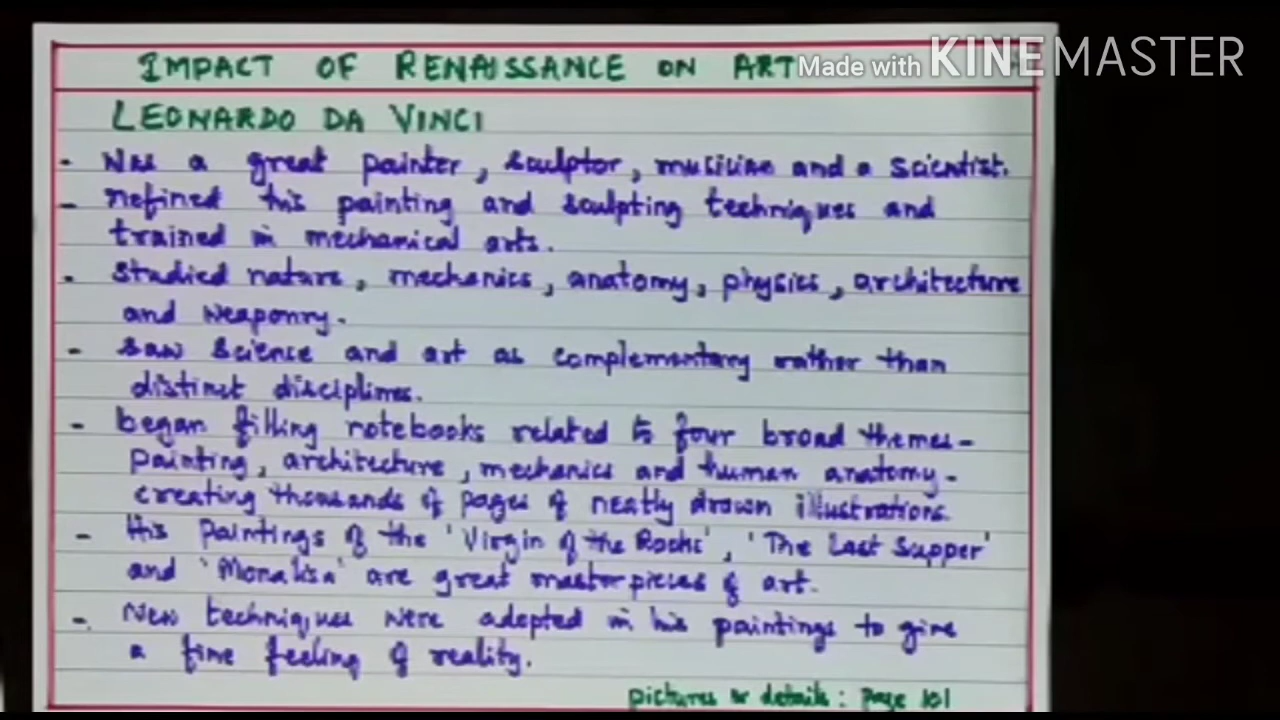 IMPACT OF RENAISSANCE ON ART
Made with KINEMASTER
LEONARDO DA VINCI
- Was a great painter, sculptor, musician and a scientist.
- Refined his painting and sculpting techniques and
trained in mechanical arts.
- Studied nature, mechanics, anatomy, physics, architecture
and weaponry.
- Saw science and art as complementary rather than
distinct disciplines.
- began filling notebooks related to four broad themes-
painting, architecture, mechanics and human anatomy-
creating thousands of pages of neatly drawn illustrations.
- His Paintings of the 'Virgin of the Rocks', 'The Last Supper'
and 'Monalisa' are great masterpieces of art.
- New techniques were adopted in his paintings to give
a fine feeling of reality.
pictures & details: Page 101